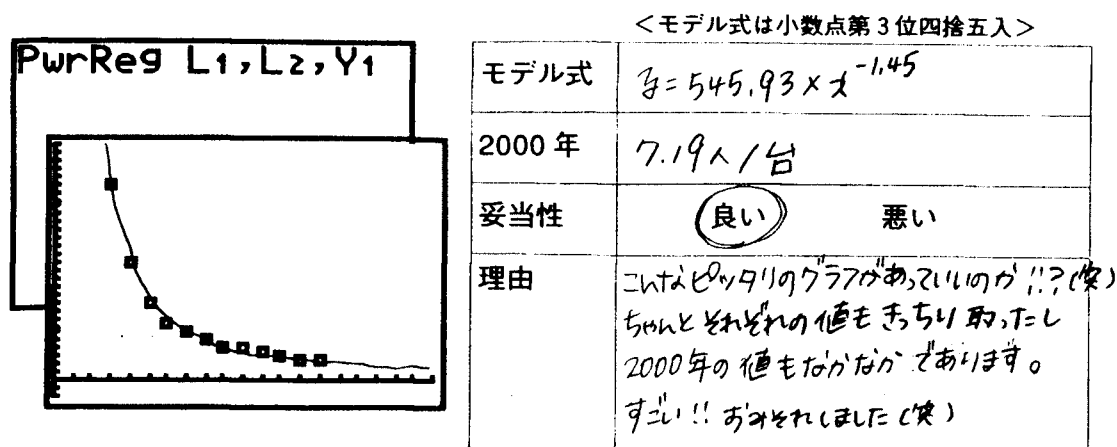 <モデル式は小数点第3位四捨五入>
PwrReg L1,L2,Y1
モデル式 y=545.93×x^-1.45
2000年 7.19人/台
妥当性 良い 悪い
理由 こんなピッタリのグラフがあっていいのか!!?(笑)
ちゃんとそれぞれの値もきっちり取ったし
2000年の値もなかなかであります。
すごい!! おみそれしました(笑)